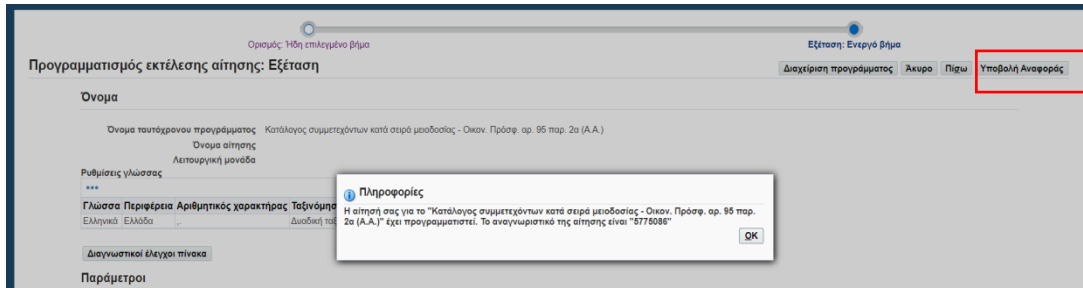 Ορισμός: Ήδη επιλεγμένο βήμα
Εξέταση: Ενεργό βήμα
Προγραμματισμός εκτέλεσης αίτησης: Εξέταση
Διαχείριση προγράμματος Άκυρο Πίσω Υποβολή Αναφοράς
Όνομα
Όνομα ταυτόχρονου προγράμματος Κατάλογος συμμετεχόντων κατά σειρά μειοδοσίας - Οικον. Πρόσφ. αρ. 95 παρ. 2α (Α.Α.)
Όνομα αίτησης
Λειτουργική μονάδα
Ρυθμίσεις γλώσσας
•••
Γλώσσα Περιφέρεια Αριθμητικός χαρακτήρας Ταξινόμησ
Ελληνικά Ελλάδα ., Δυαδική ταξ
Πληροφορίες
Η αίτησή σας για το "Κατάλογος συμμετεχόντων κατά σειρά μειοδοσίας - Οικον. Πρόσφ. αρ. 95 παρ.
2α (Α.Α.)" έχει προγραμματιστεί. Το αναγνωριστικό της αίτησης είναι "5775086"
OK
Διαγνωστικοί έλεγχοι πίνακα
Παράμετροι